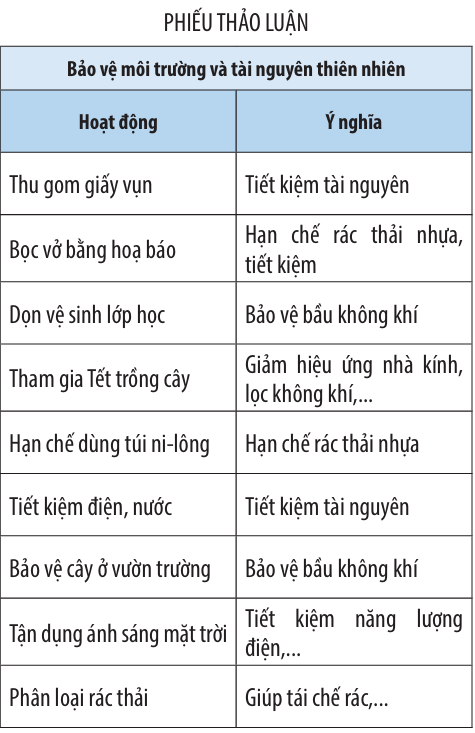 PHIẾU THẢO LUẬN
Bảo vệ môi trường và tài nguyên thiên nhiên
Hoạt động
Ý nghĩa
Thu gom giấy vụn
Tiết kiệm tài nguyên
Bọc vở bằng hoạ báo
Hạn chế rác thải nhựa,
tiết kiệm
Dọn vệ sinh lớp học
Bảo vệ bầu không khí
Tham gia Tết trồng cây
Giảm hiệu ứng nhà kính,
lọc không khí,...
Hạn chế dùng túi ni-lông
Hạn chế rác thải nhựa
Tiết kiệm điện, nước
Tiết kiệm tài nguyên
Bảo vệ cây ở vườn trường
Bảo vệ bầu không khí
Tận dụng ánh sáng mặt trời
Tiết kiệm năng lượng
điện,...
Phân loại rác thải
Giúp tái chế rác,...